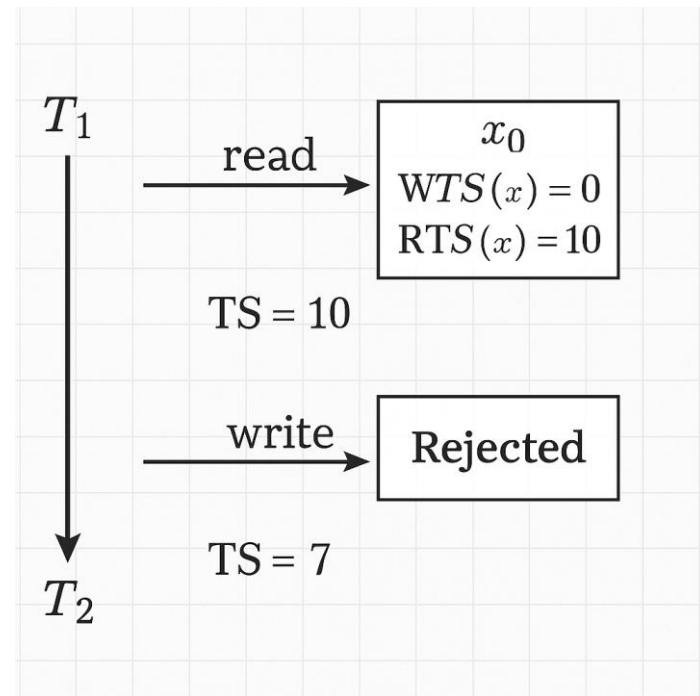 T₁
read
x₀
WTS(x) = 0
RTS(x) = 10
TS = 10
write
Rejected
TS = 7
T₂